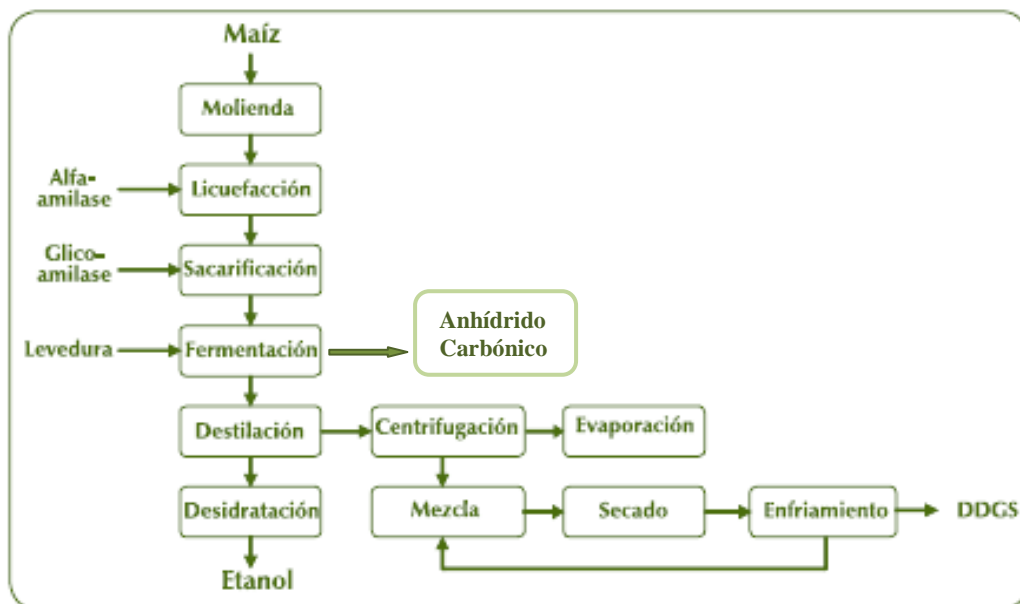 Maíz
Molienda
Alfa-
amilase
Licuefacción
Glico-
amilase
Sacarificación
Levedura
Fermentación
Anhídrido
Carbónico
Destilación
Centrifugación
Evaporación
Desidratación
Mezcla
Secado
Enfriamiento
DDGS
Etanol